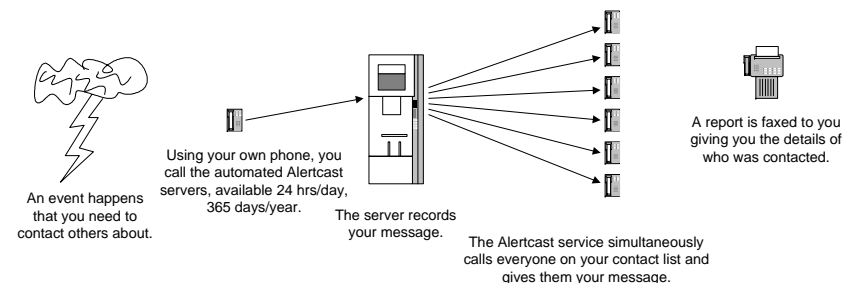 An event happens
that you need to
contact others about.
Using your own phone, you
call the automated Alertcast
servers, available 24 hrs/day,
365 days/year.
The server records
your message.
The Alertcast service simultaneously
calls everyone on your contact list and
gives them your message.
A report is faxed to you
giving you the details of
who was contacted.